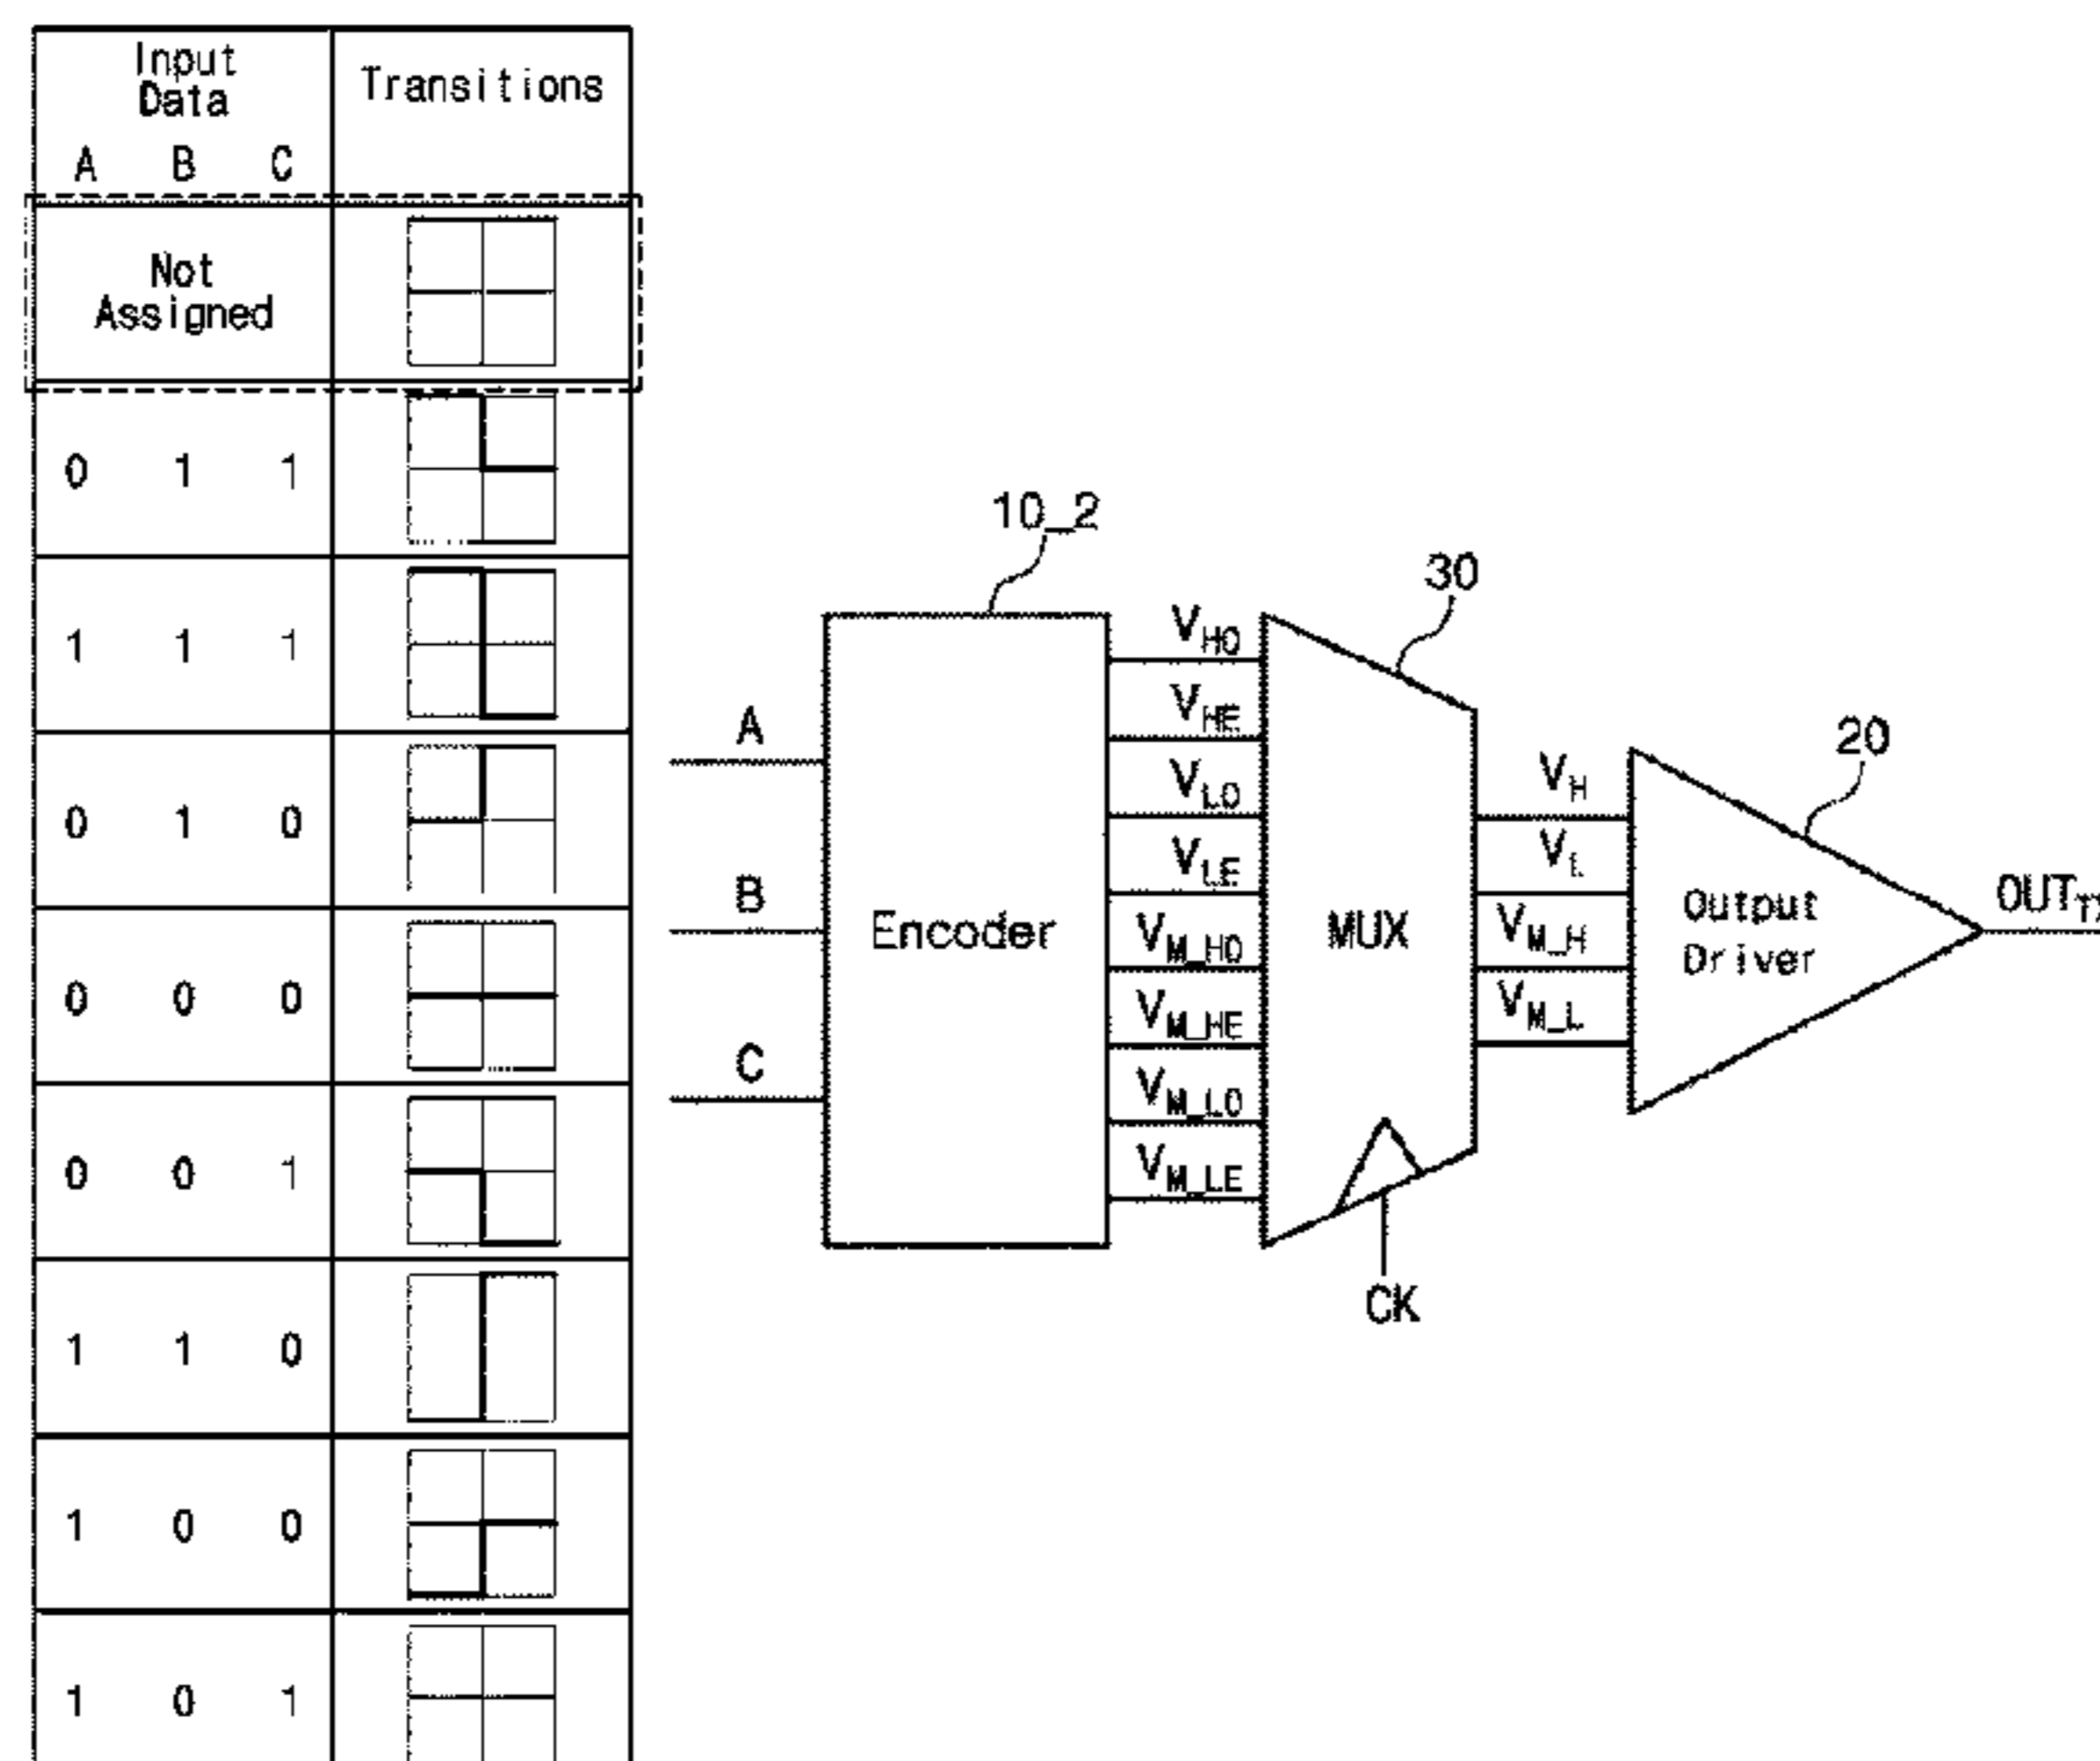 Input
Data
Transitions
A B C
Not
Assigned
0 1 1
1 1 1
0 1 0
0 0 0
0 0 1
1 1 0
1 0 0
1 0 1
10_2
30
20
A
B
C
Encoder
V_HO
V_HE
V_LO
V_LE
V_M_HO
V_M_HE
V_M_LO
V_M_LE
MUX
CK
V_H
V_L
V_M_H
V_M_L
Output
Driver